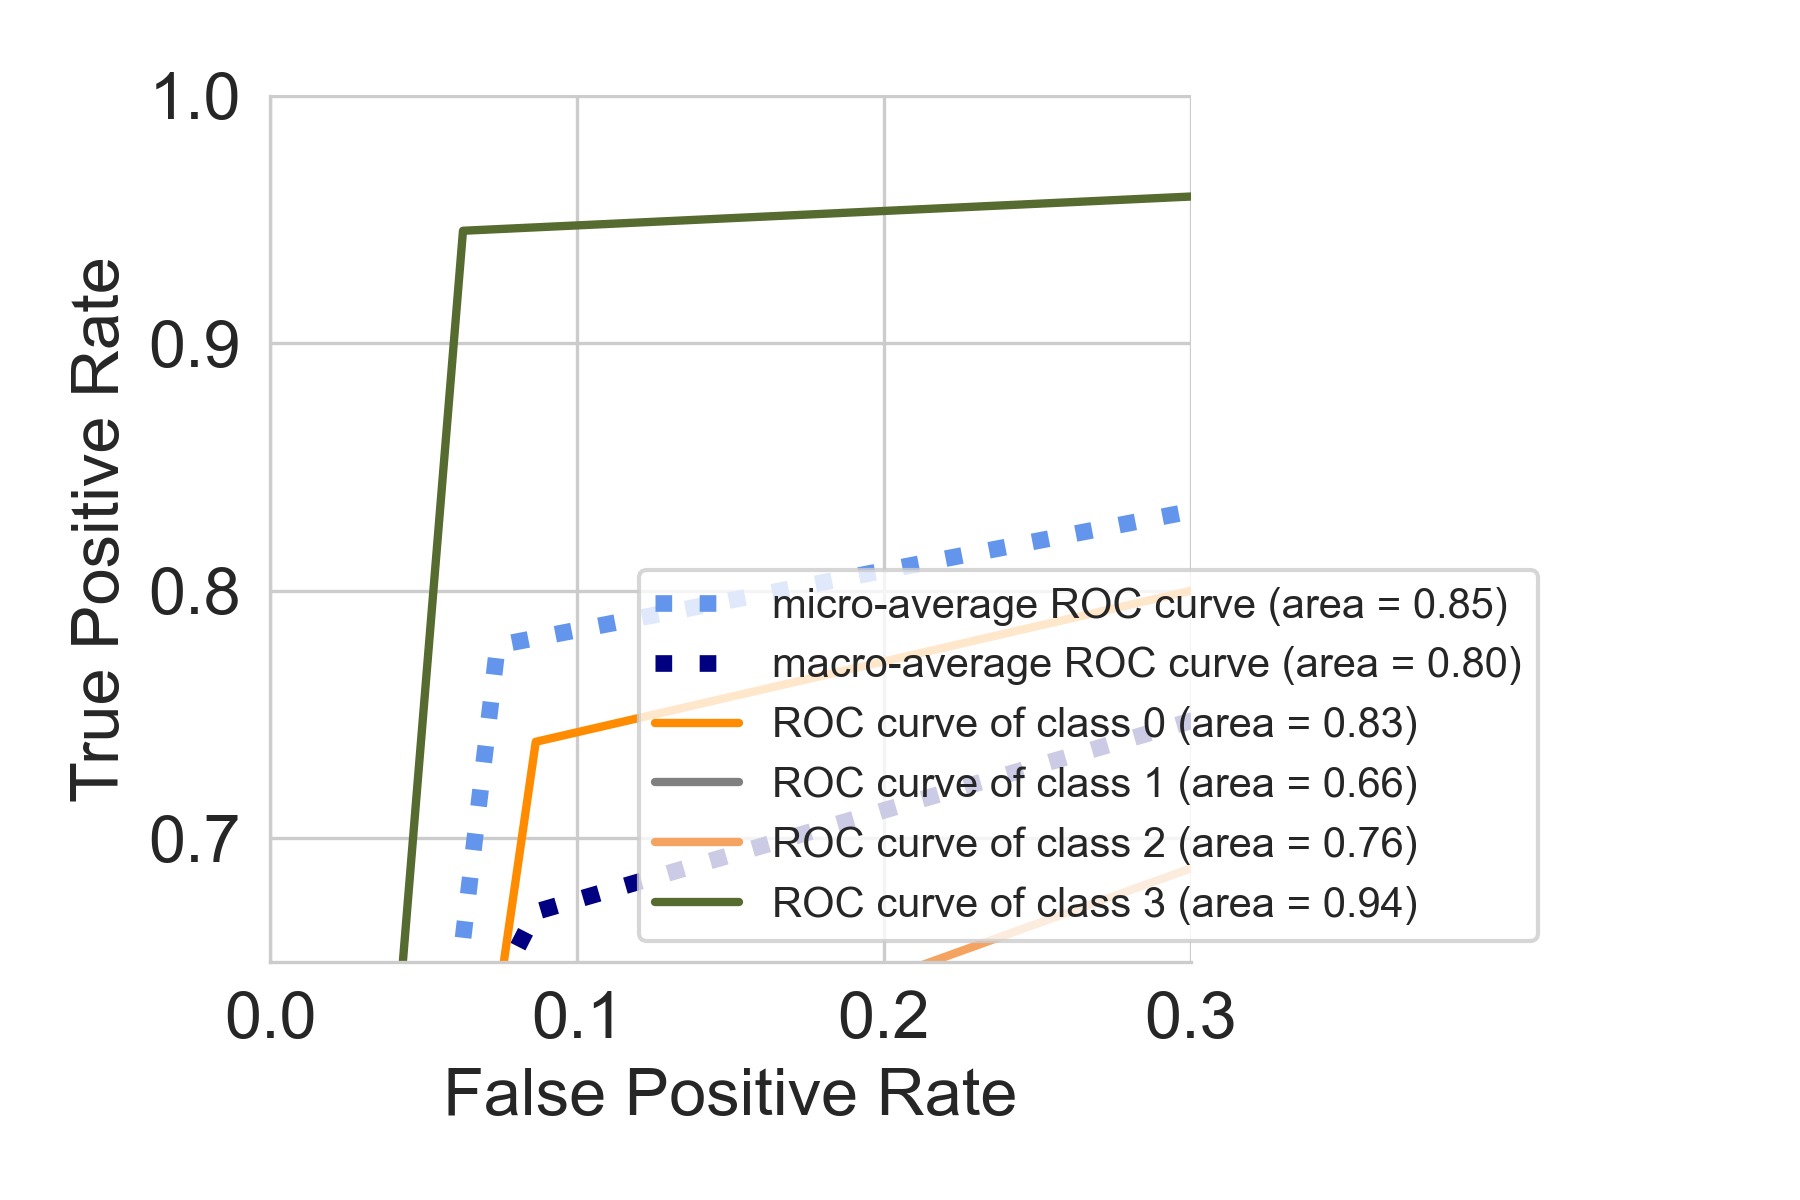 1.0
0.9
0.8
0.7
True Positive Rate
micro-average ROC curve (area = 0.85)
macro-average ROC curve (area = 0.80)
ROC curve of class 0 (area = 0.83)
ROC curve of class 1 (area = 0.66)
ROC curve of class 2 (area = 0.76)
ROC curve of class 3 (area = 0.94)
0.0 0.1 0.2 0.3
False Positive Rate